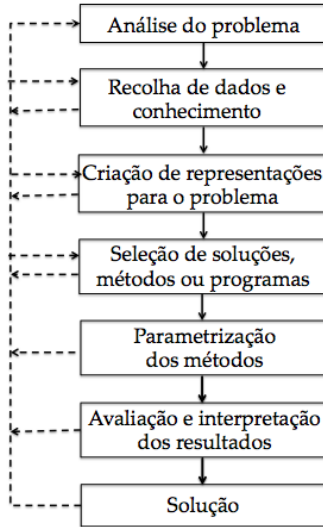 Análise do problema
Recolha de dados e
conhecimento
Criação de representações
para o problema
Seleção de soluções,
métodos ou programas
Parametrização
dos métodos
Avaliação e interpretação
dos resultados
Solução